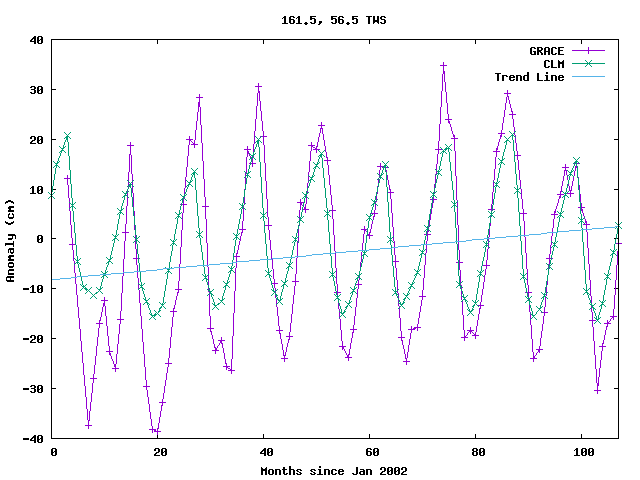 161.5, 56.5 TWS
GRACE
CLM
Trend Line
40
30
20
10
0
-10
-20
-30
-40
Anomaly (cm)
0 20 40 60 80 100
Months since Jan 2002